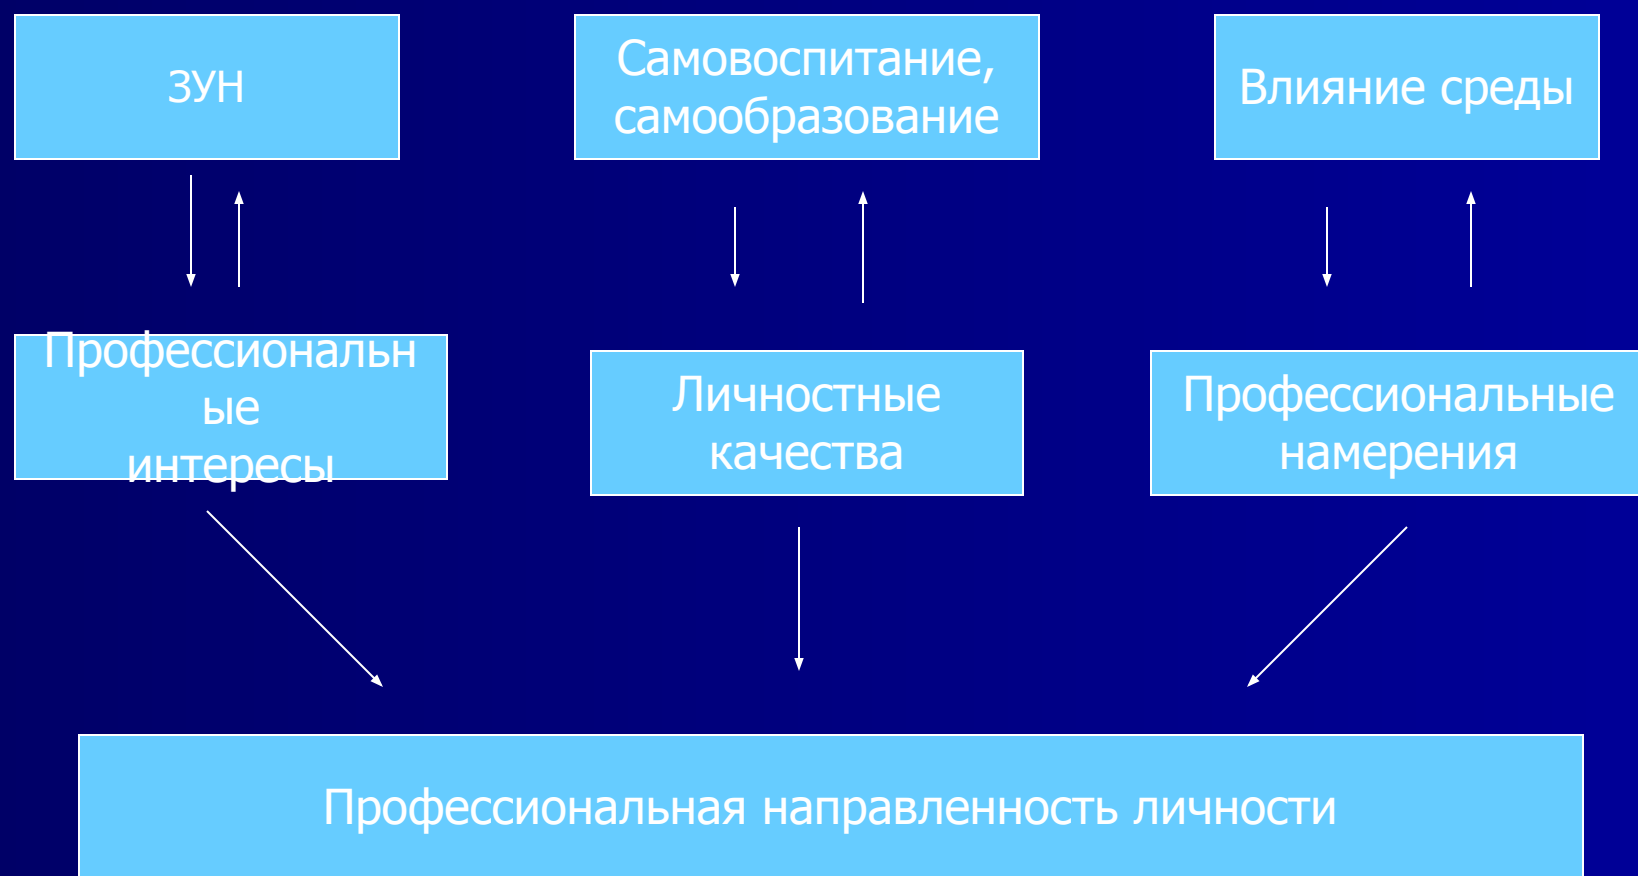 ЗУН
Самовоспитание,
самообразование
Влияние среды
Профессиональн
ые
интересы
Личностные
качества
Профессиональные
намерения
Профессиональная направленность личности